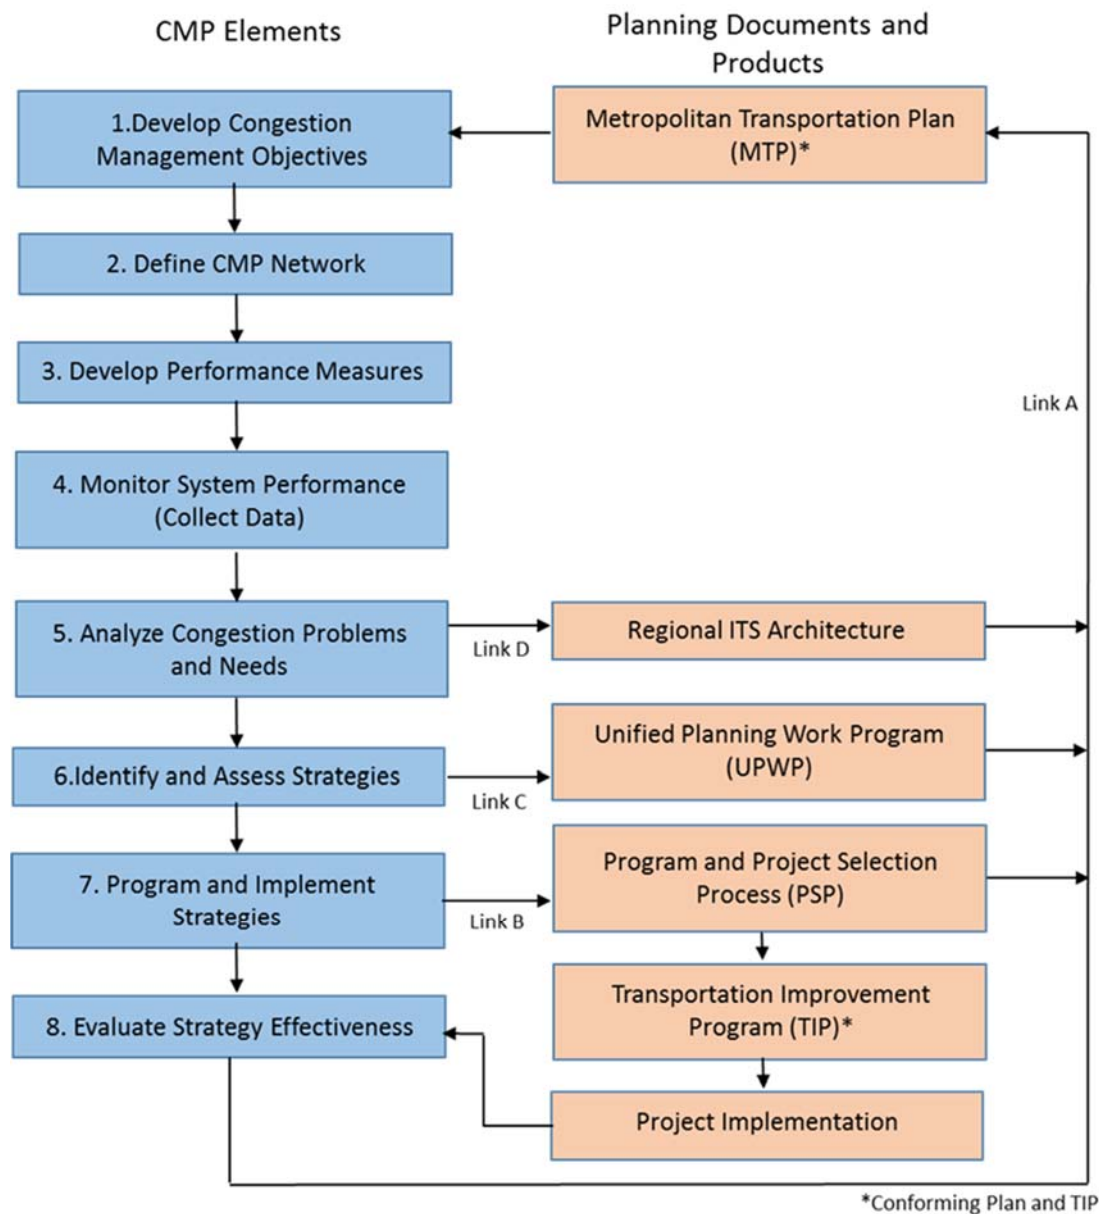 CMP Elements
Planning Documents and
Products
1.Develop Congestion
Management Objectives
Metropolitan Transportation Plan
(MTP)*
2. Define CMP Network
3. Develop Performance Measures
Link A
4. Monitor System Performance
(Collect Data)
5. Analyze Congestion Problems
and Needs
Link D
Regional ITS Architecture
6.Identify and Assess Strategies
Link C
Unified Planning Work Program
(UPWP)
7. Program and Implement
Strategies
Link B
Program and Project Selection
Process (PSP)
Transportation Improvement
Program (TIP)*
8. Evaluate Strategy Effectiveness
Project Implementation
*Conforming Plan and TIP